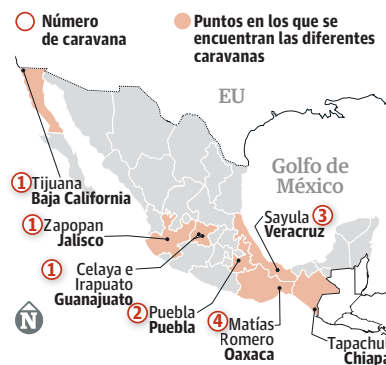 Número
de caravana
Puntos en los que se
encuentran las diferentes
caravanas
EU
Golfo de
México
1 Tijuana
Baja California
1 Zapopan
Jalisco
1 Celaya e
Irapuato
Guanajuato
2 Puebla
Puebla
Sayula 3
Veracruz
4 Matías
Romero
Oaxaca
Tapachul
Chiapa
N